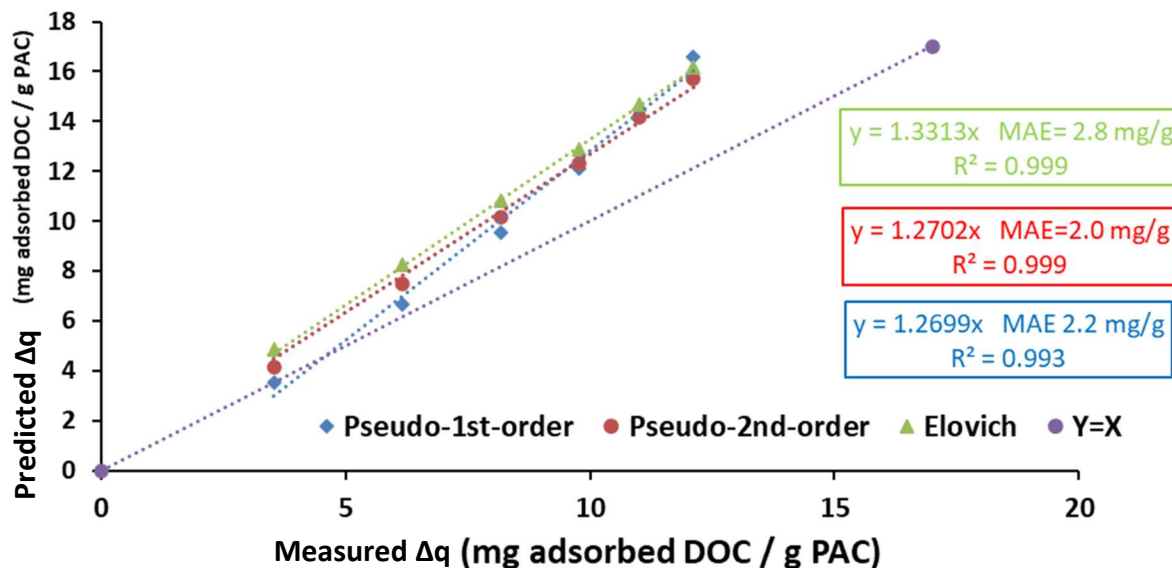 18
16
14
12
10
8
6
4
2
0
Predicted Δq
(mg adsorbed DOC / g PAC)
y = 1.3313x MAE= 2.8 mg/g
R² = 0.999
y = 1.2702x MAE=2.0 mg/g
R² = 0.999
y = 1.2699x MAE 2.2 mg/g
R² = 0.993
Pseudo-1st-order Pseudo-2nd-order Elovich Y=X
0 5 10 15 20
Measured Δq (mg adsorbed DOC / g PAC)